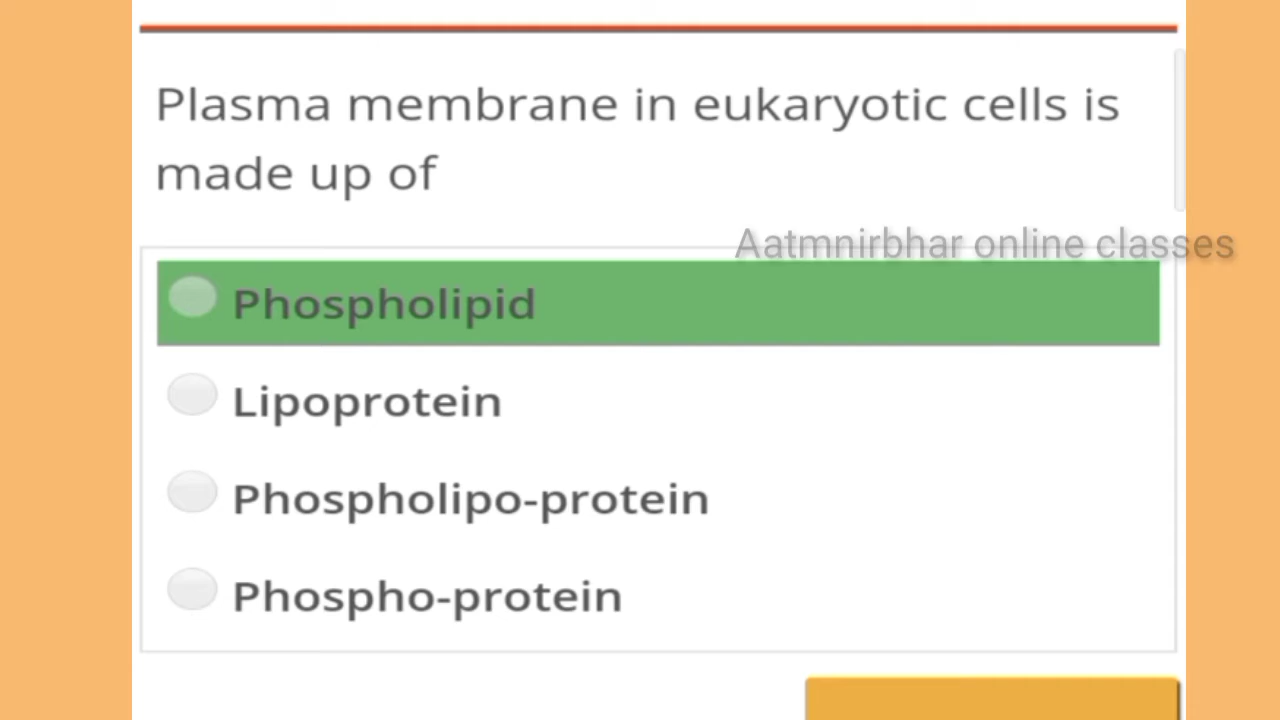 Plasma membrane in eukaryotic cells is
made up of
Aatmnirbhar online classes
Phospholipid
Lipoprotein
Phospholipo-protein
Phospho-protein